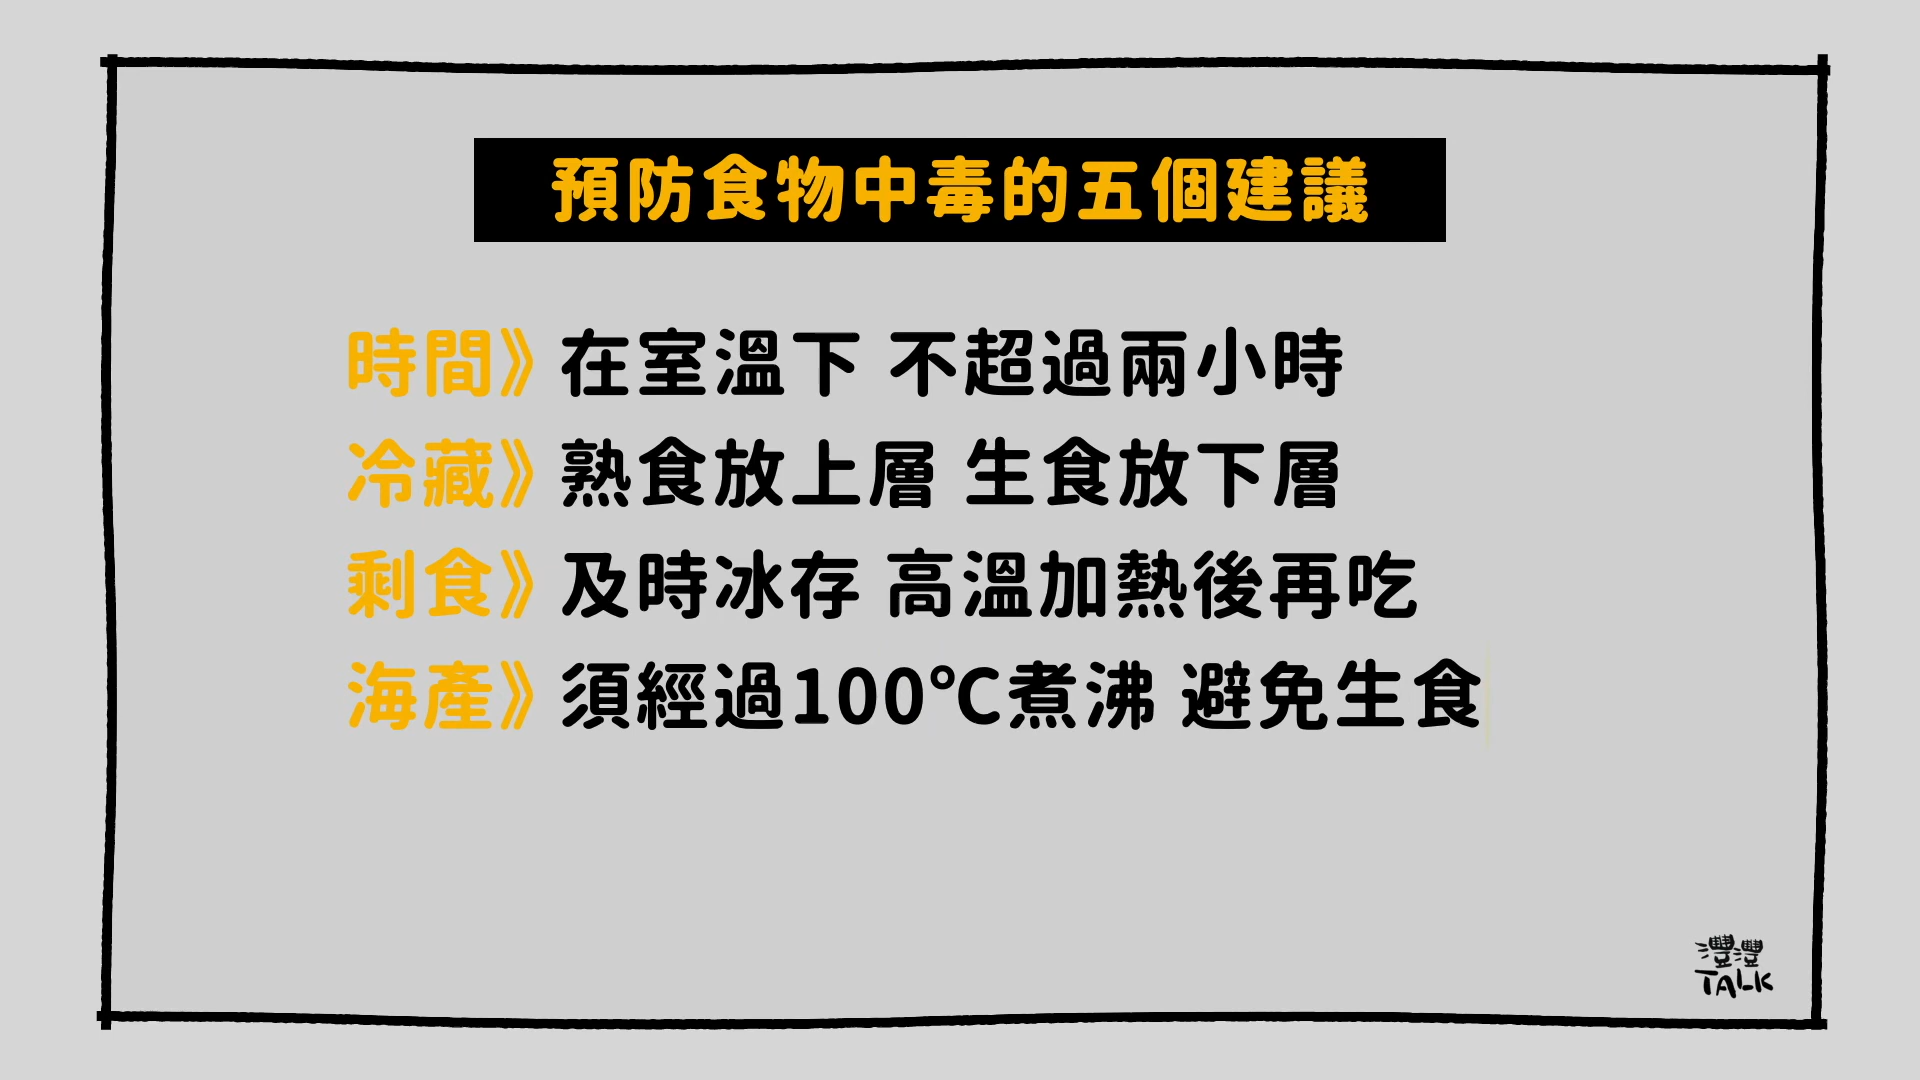 預防食物中毒的五個建議
時間》在室溫下 不超過兩小時
冷藏》熟食放上層 生食放下層
剩食》及時冰存 高溫加熱後再吃
海產》須經過100℃煮沸 避免生食
灃灃
TALK